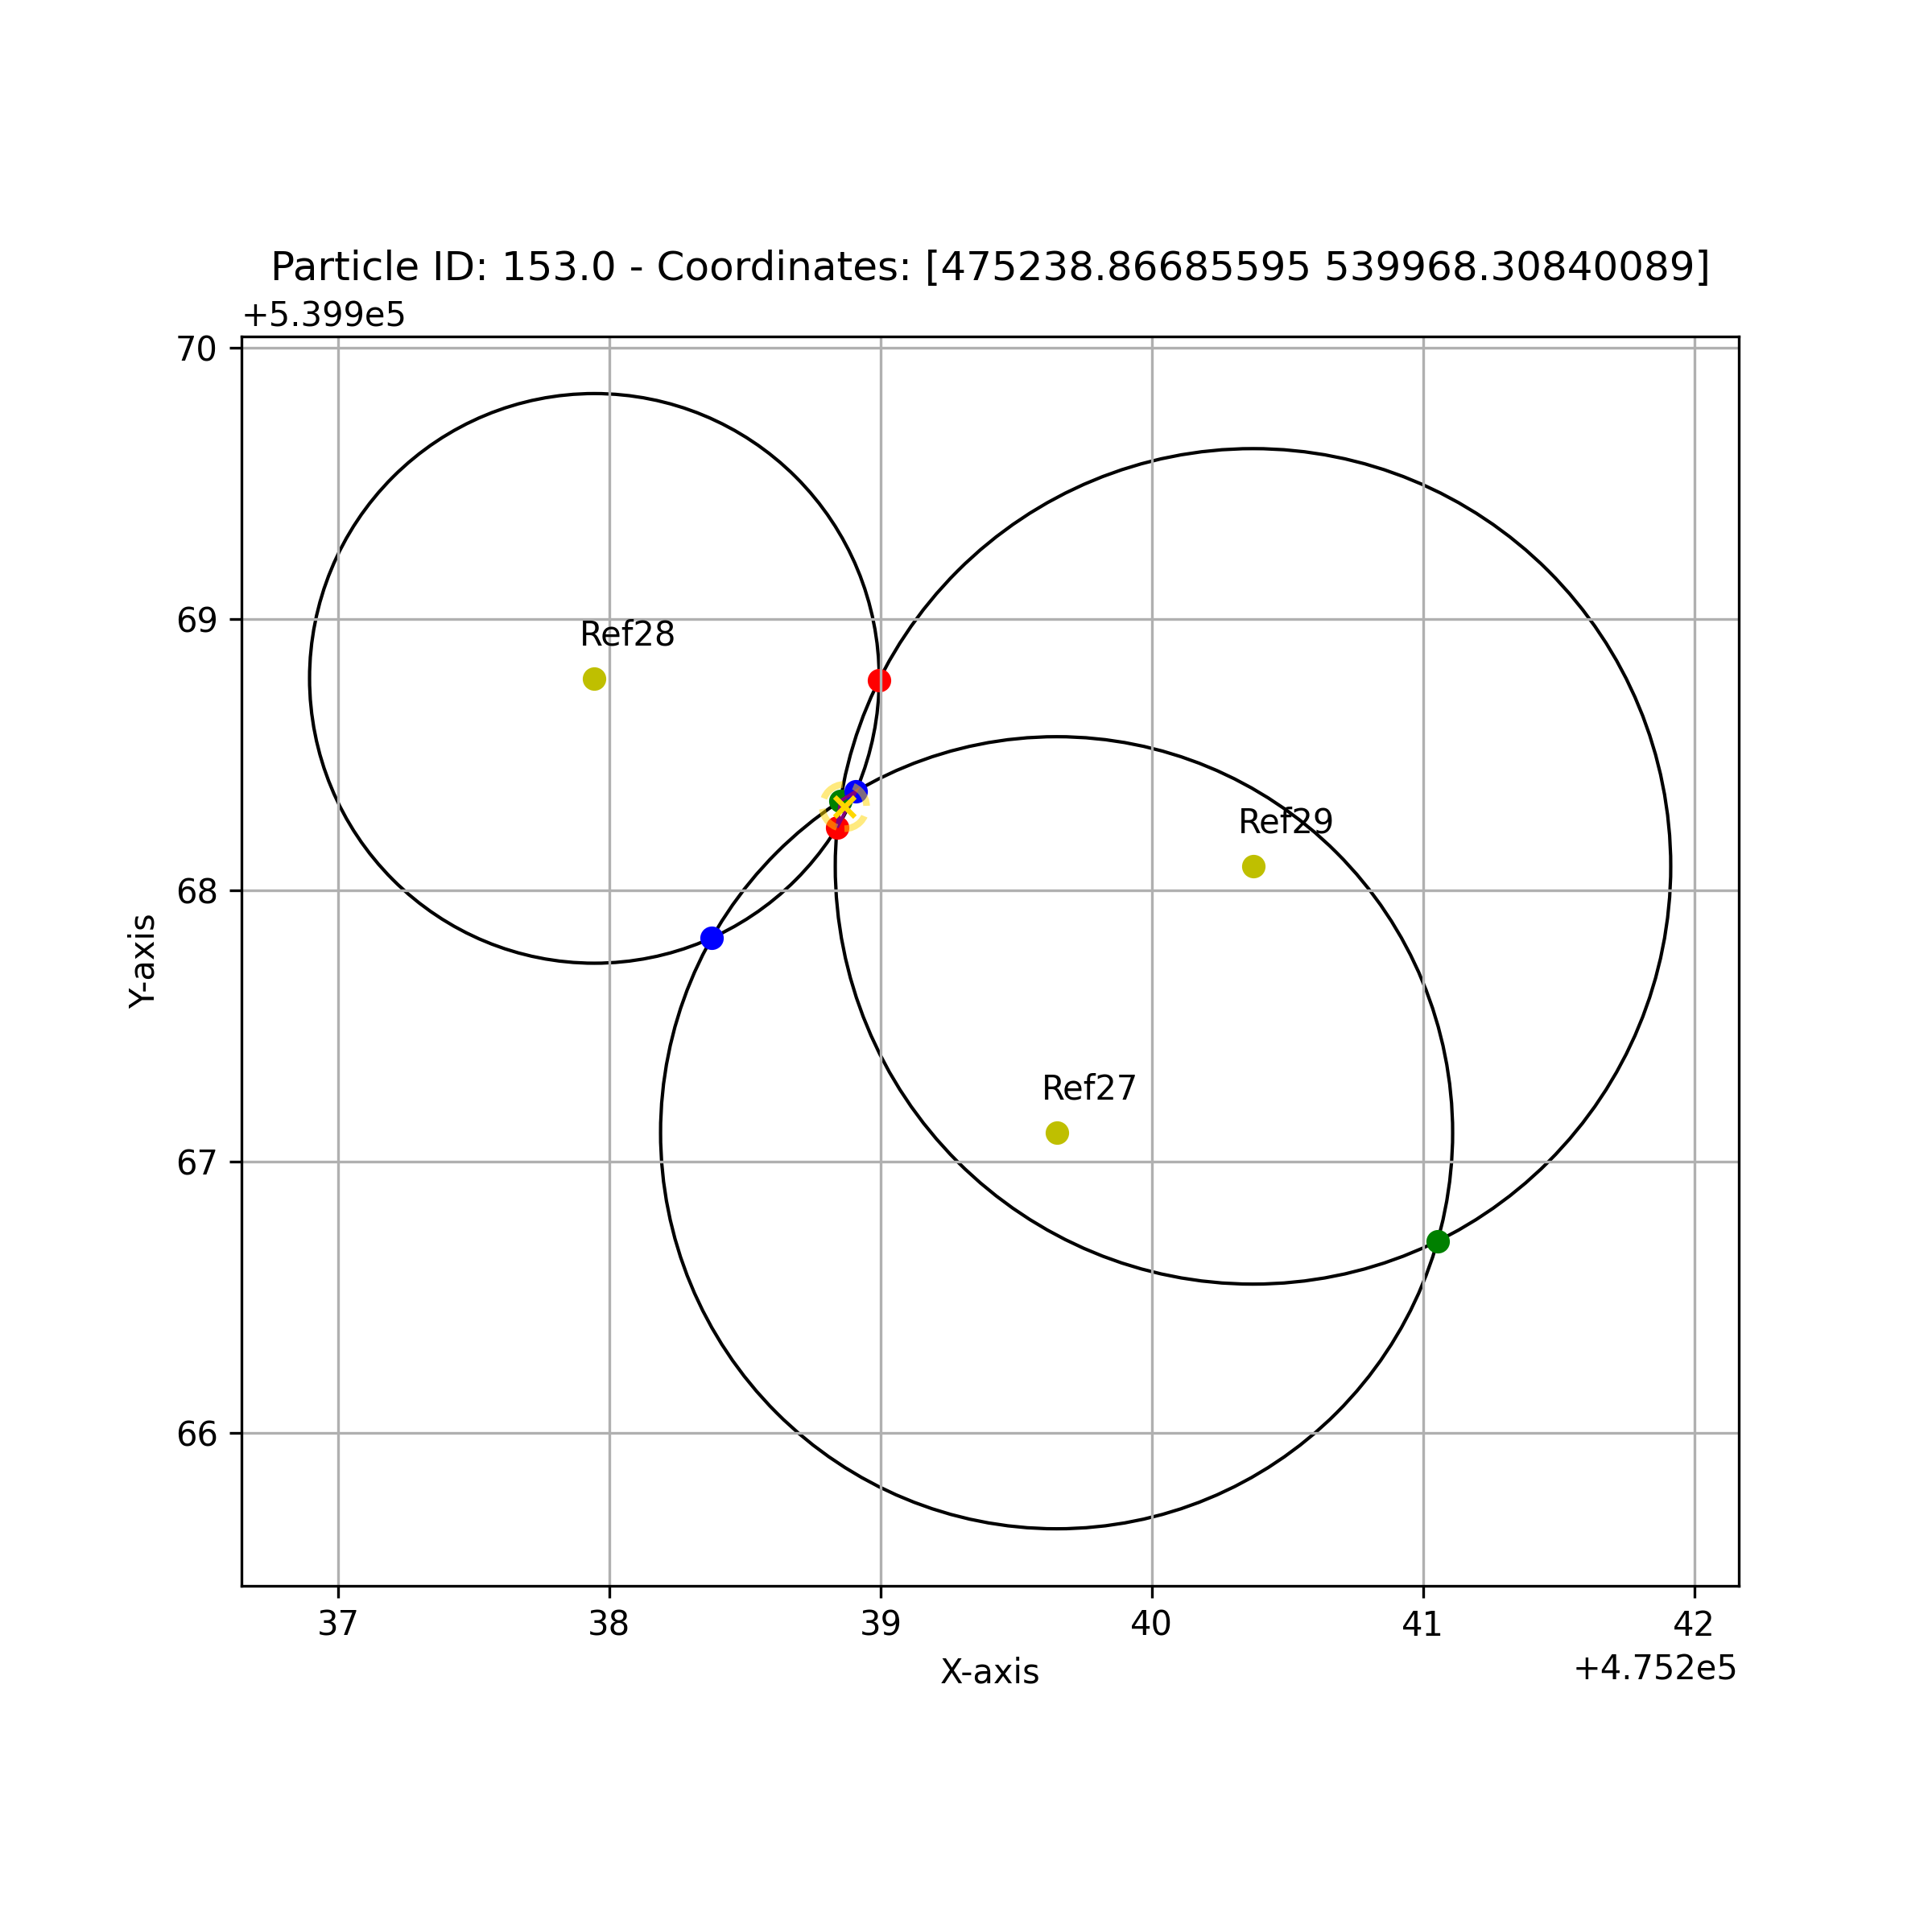 Particle ID: 153.0 - Coordinates: [475238.86685595 539968.30840089]
+5.399e5
70
69
68
67
66
Y-axis
Ref28
Ref29
Ref27
37 38 39 40 41 42
X-axis
+4.752e5